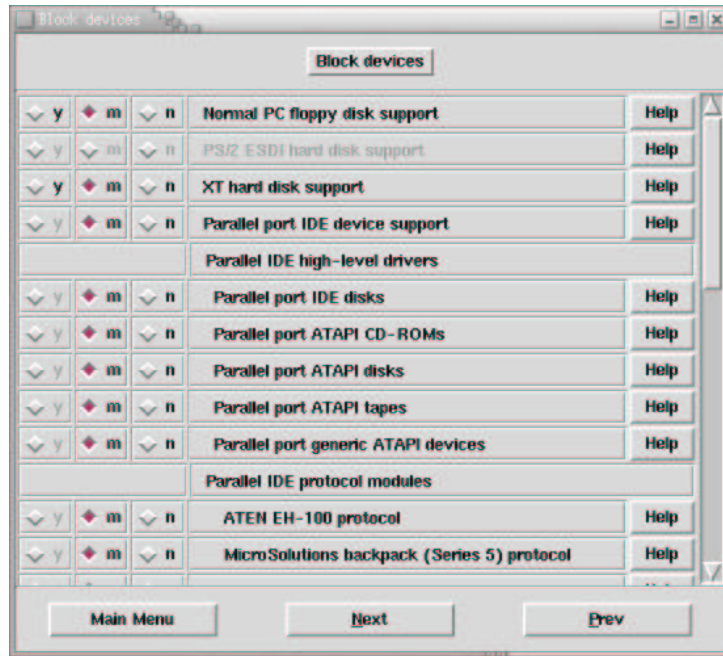 Block devices
Block devices
y m n Normal PC floppy disk support Help
y m n PS/2 ESDI hard disk support Help
y m n XT hard disk support Help
y m n Parallel port IDE device support Help
Parallel IDE high-level drivers
y m n Parallel port IDE disks Help
y m n Parallel port ATAPI CD-ROMs Help
y m n Parallel port ATAPI disks Help
y m n Parallel port ATAPI tapes Help
y m n Parallel port generic ATAPI devices Help
Parallel IDE protocol modules
y m n ATEN EH-100 protocol Help
y m n MicroSolutions backpack (Series 5) protocol Help
Main Menu Next Prev